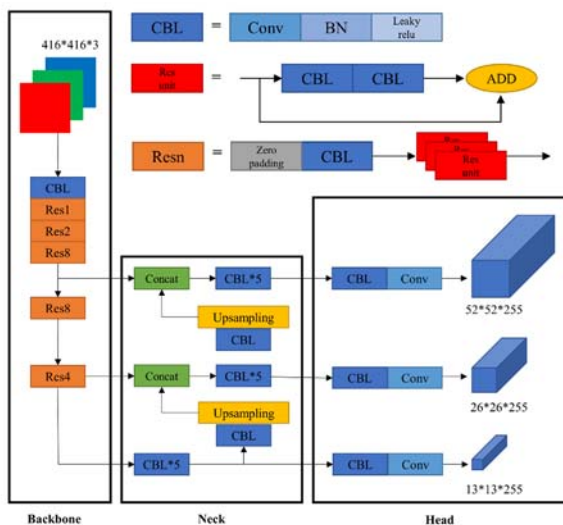 CBL = Conv BN Leaky
relu
416*416*3
Res
unit = CBL CBL ADD
Resn = Zero
padding CBL Res
unit
CBL
Res1
Res2
Res8
Concat CBL*5 CBL Conv
52*52*255
Res8
Upsampling
CBL
Res4 Concat CBL*5 CBL Conv
26*26*255
Upsampling
CBL
CBL*5 CBL Conv
13*13*255
Backbone Neck Head